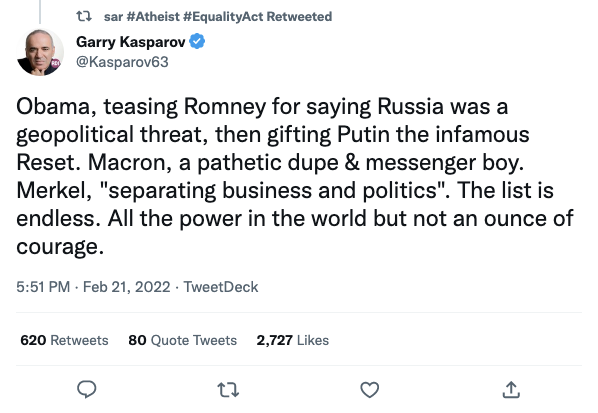 sar #Atheist #EqualityAct Retweeted
Garry Kasparov
@Kasparov63
Obama, teasing Romney for saying Russia was a
geopolitical threat, then gifting Putin the infamous
Reset. Macron, a pathetic dupe & messenger boy.
Merkel, "separating business and politics". The list is
endless. All the power in the world but not an ounce of
courage.
5:51 PM · Feb 21, 2022 · TweetDeck
620 Retweets 80 Quote Tweets 2,727 Likes